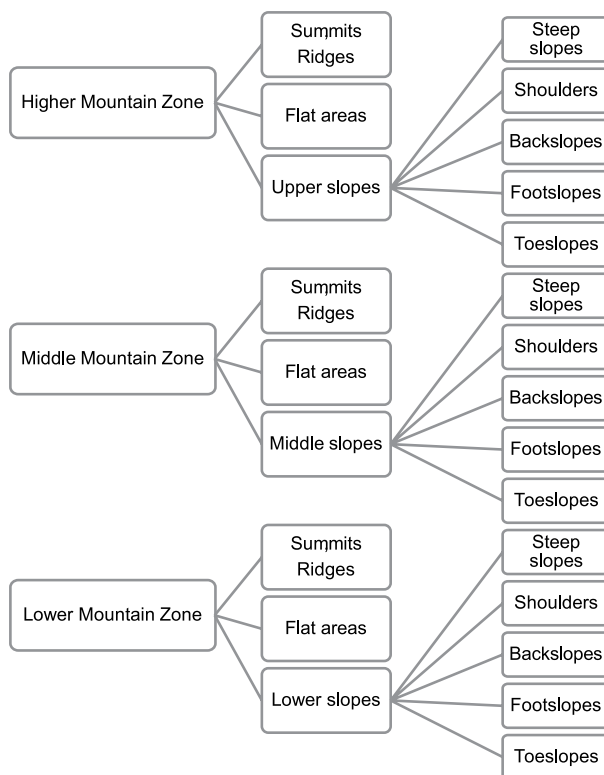 Higher Mountain Zone
Summits,
Ridges
Flat areas
Upper slopes
Steep
slopes
Shoulders
Backslopes
Footslopes
Toeslopes
Middle Mountain Zone
Summits,
Ridges
Flat areas
Middle slopes
Steep
slopes
Shoulders
Backslopes
Footslopes
Toeslopes
Lower Mountain Zone
Summits,
Ridges
Flat areas
Lower slopes
Steep
slopes
Shoulders
Backslopes
Footslopes
Toeslopes